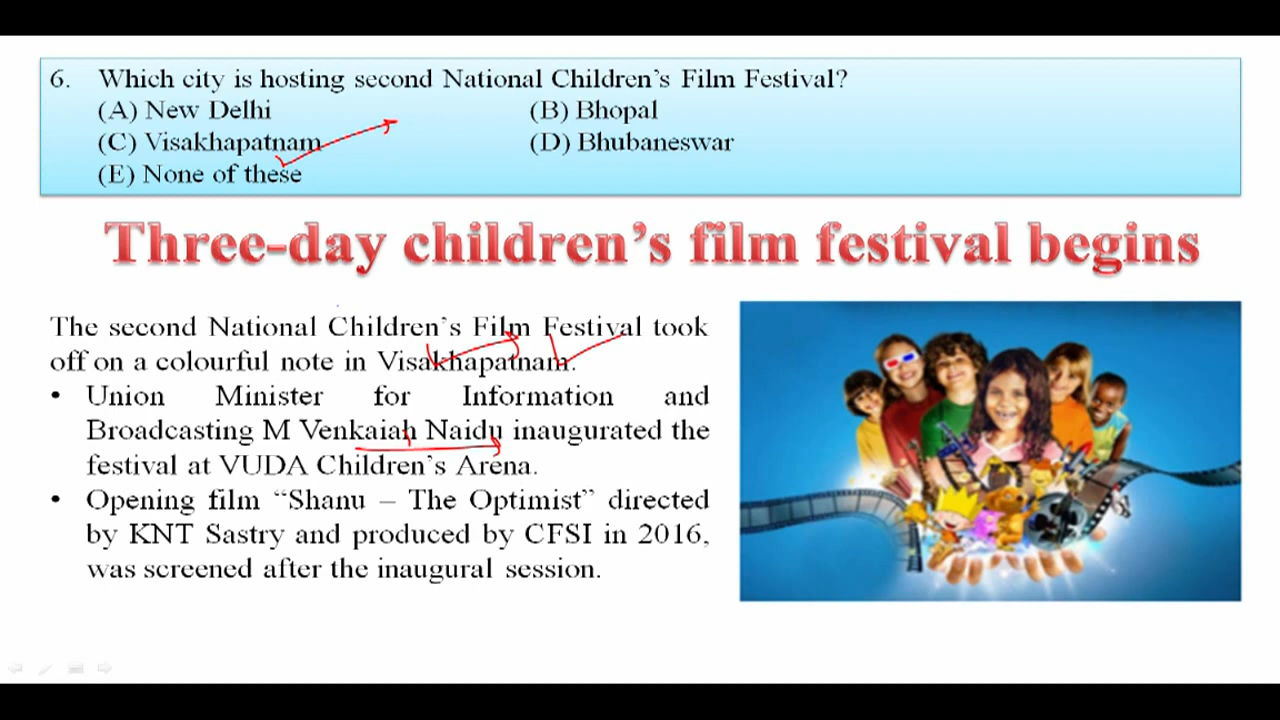 6. Which city is hosting second National Children's Film Festival?
(A) New Delhi (B) Bhopal
(C) Visakhapatnam (D) Bhubaneswar
(E) None of these
Three-day children's film festival begins
The second National Children's Film Festival took
off on a colourful note in Visakhapatnam.
• Union Minister for Information and
Broadcasting M Venkaiah Naidu inaugurated the
festival at VUDA Children's Arena.
• Opening film “Shanu – The Optimist” directed
by KNT Sastry and produced by CFSI in 2016,
was screened after the inaugural session.